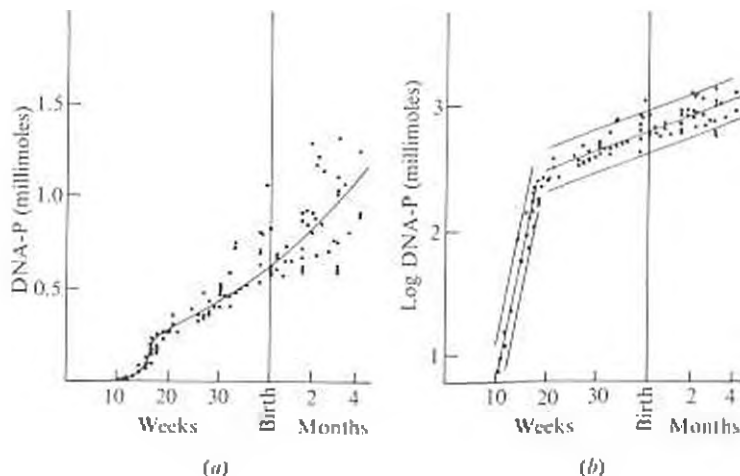 DNA-P (millimoles)
1.5
1.0
0.5
10
20
30
Birth
2
4
Weeks
Months
(a)
Log DNA-P (millimoles)
3
2
1
10
20
30
Birth
2
4
Weeks
Months
(b)